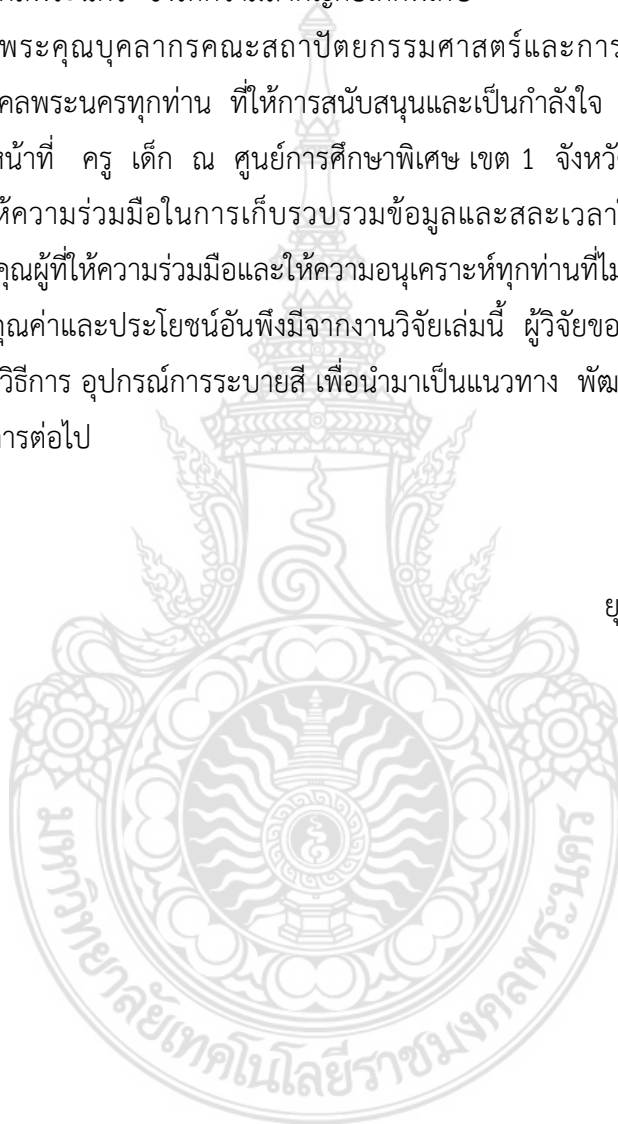 พระคุณบุคลากรคณะสถาปัตยกรรมศาสตร์และการ
คลพระนครทุกท่าน ที่ให้การสนับสนุนและเป็นกำลังใจ
หน้าที่ ครู เด็ก ณ ศูนย์การศึกษาพิเศษ เขต 1 จังหวั
ห้ความร่วมมือในการเก็บรวบรวมข้อมูลและสละเวลา
คุณผู้ที่ให้ความร่วมมือและให้ความอนุเคราะห์ทุกท่านที่ไม
ุณค่าและประโยชน์อันพึงมีจากงานวิจัยเล่มนี้ ผู้วิจัยขอ
วิธีการ อุปกรณ์การระบายสี เพื่อนำมาเป็นแนวทาง พัฒ
การต่อไป
ยุ
มหาวิทยาลัยเทคโนโลยีราชมงคลพระนคร